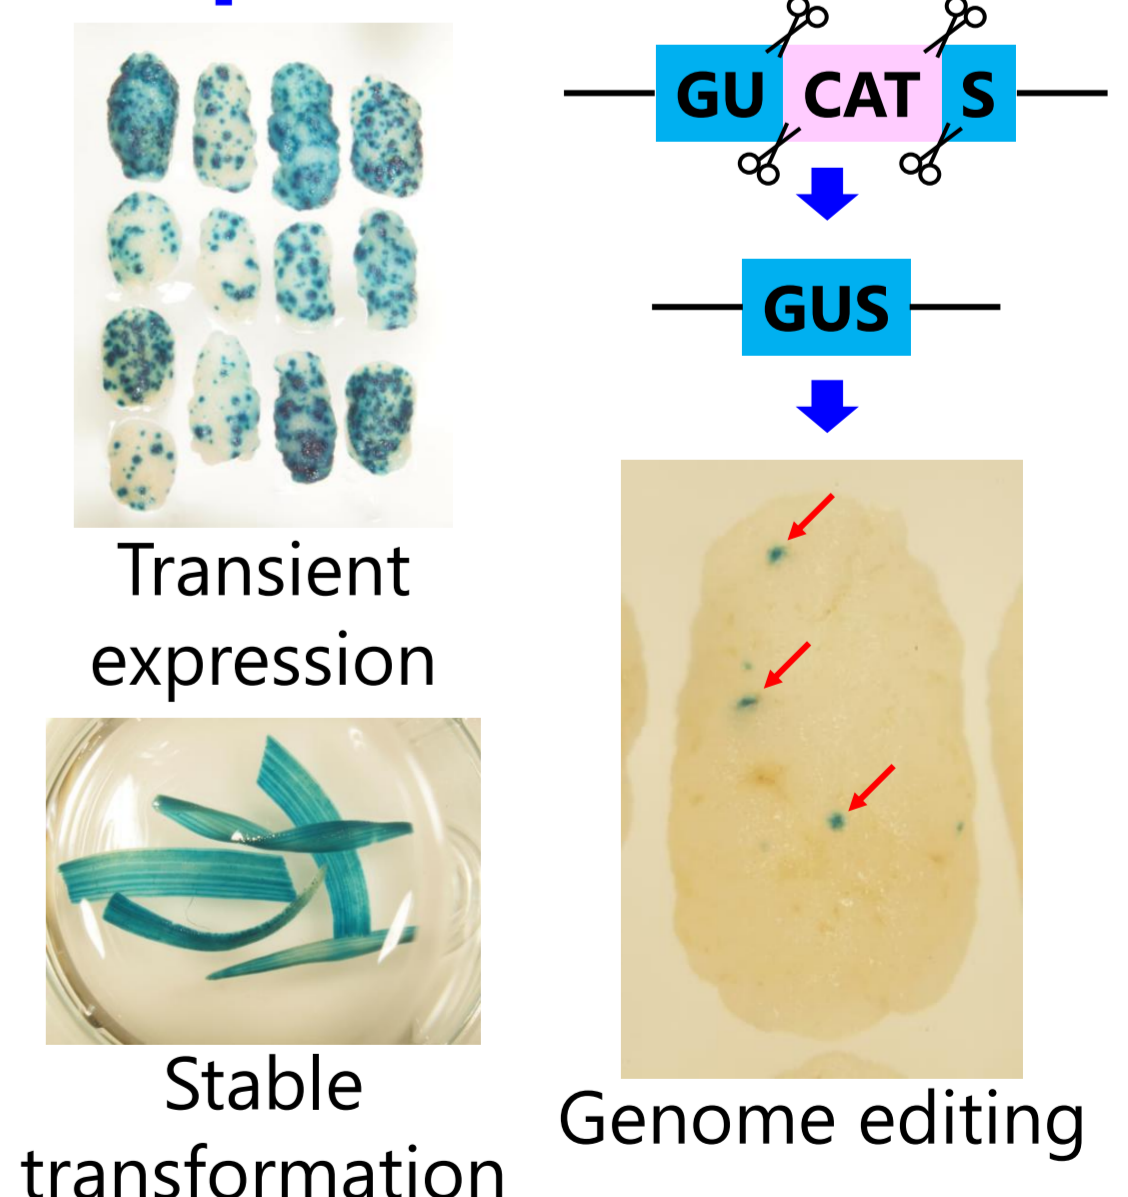 GU CAT S
GUS
Transient
expression
Stable
transformation
Genome editing